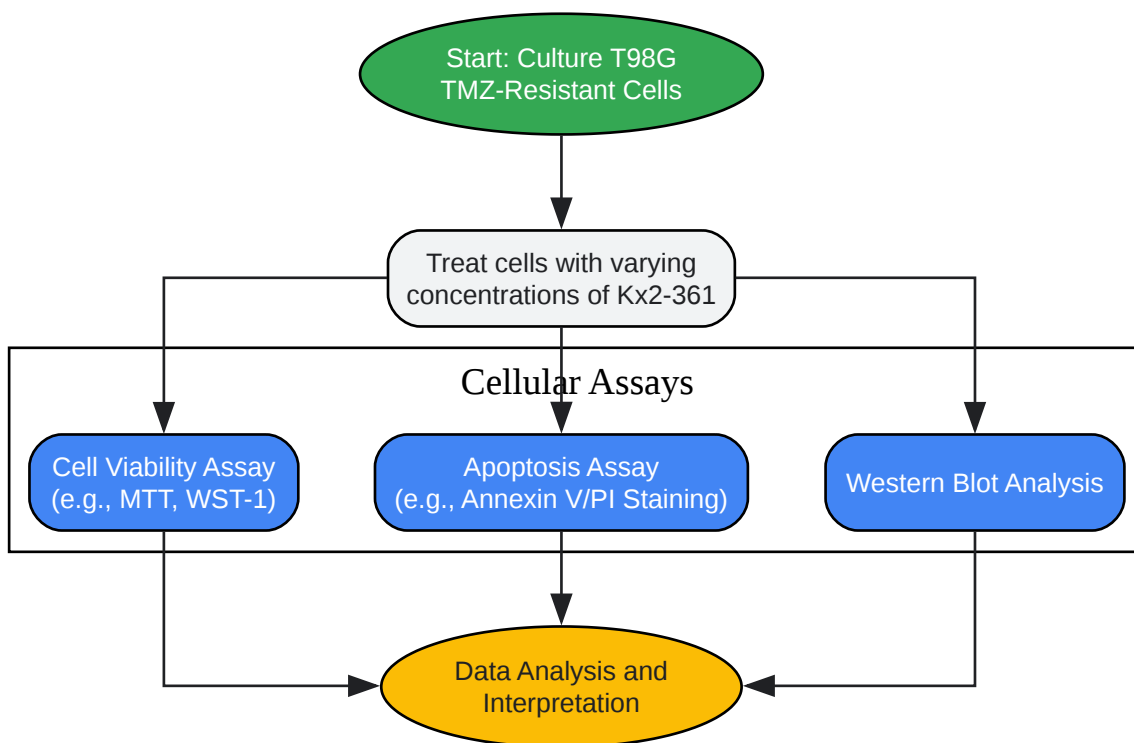 Start: Culture T98G
TMZ-Resistant Cells
Treat cells with varying
concentrations of Kx2-361
Cellular Assays
Cell Viability Assay
(e.g., MTT, WST-1)
Apoptosis Assay
(e.g., Annexin V/PI Staining)
Western Blot Analysis
Data Analysis and
Interpretation